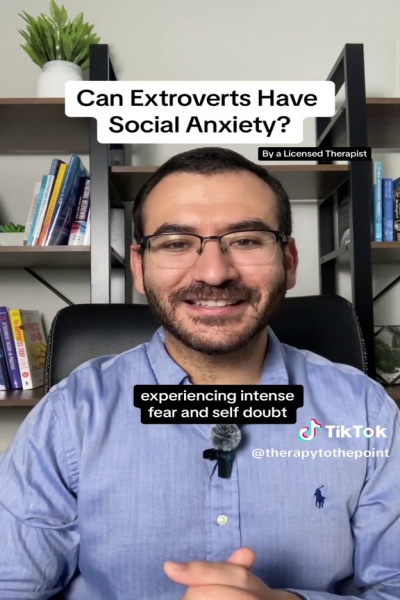 Can Extroverts Have
Social Anxiety?
By a Licensed Therapist
experiencing intense
fear and self doubt
TikTok
@therapytothepoint